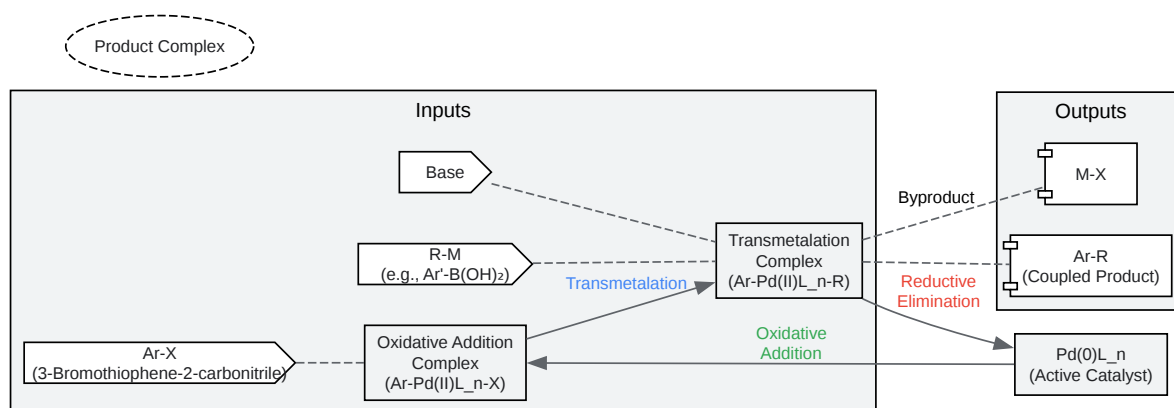 Product Complex
Inputs
Outputs
Base
M-X
Byproduct
R-M
(e.g., Ar'-B(OH)₂)
Transmetalation
Complex
(Ar-Pd(II)L_n-R)
Ar-R
(Coupled Product)
Transmetalation
Reductive
Elimination
Ar-X
(3-Bromothiophene-2-carbonitrile)
Oxidative Addition
Complex
(Ar-Pd(II)L_n-X)
Oxidative
Addition
Pd(0)L_n
(Active Catalyst)